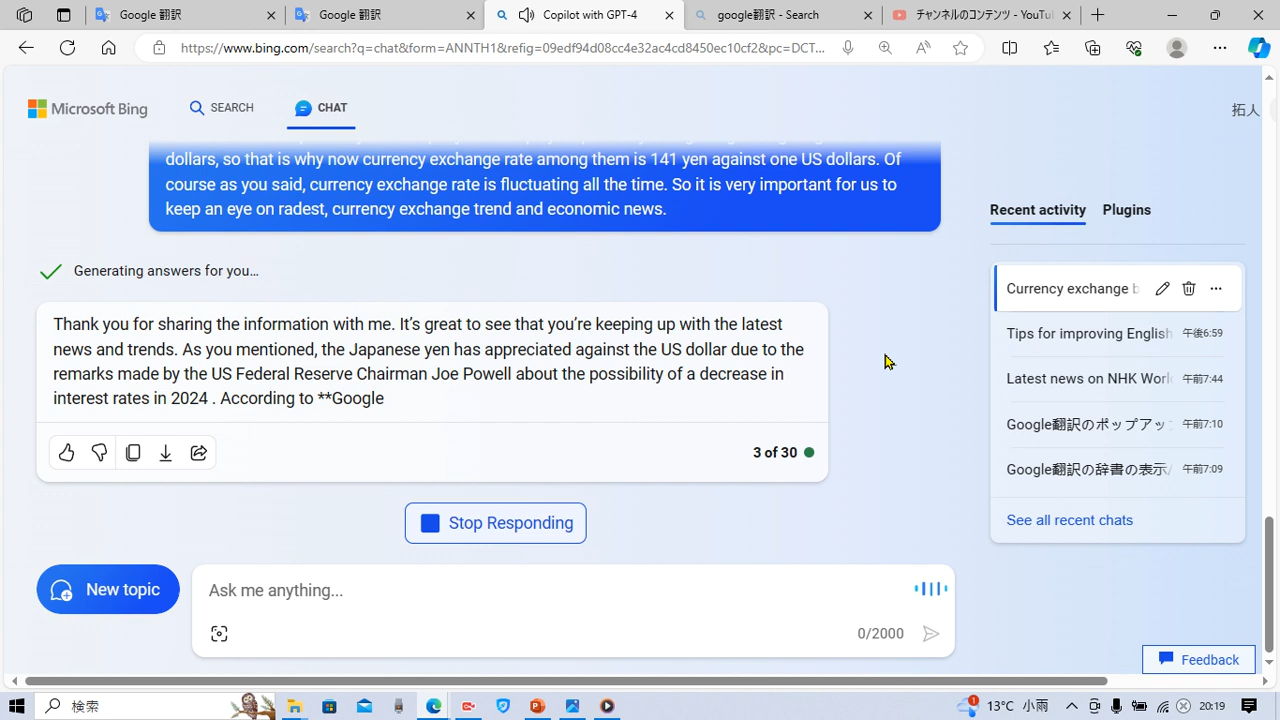 Google 翻訳
Google 翻訳
Copilot with GPT-4
google翻訳 - Search
チャンネルのコンテンツ - YouTu
https://www.bing.com/search?q=chat&form=ANNTH1&refig=09edf94d08cc4e32ac4cd8450ec10cf2&pc=DCT...
Microsoft Bing
SEARCH
CHAT
拓人
dollars, so that is why now currency exchange rate among them is 141 yen against one US dollars. Of
course as you said, currency exchange rate is fluctuating all the time. So it is very important for us to
keep an eye on radest, currency exchange trend and economic news.
Generating answers for you…
Thank you for sharing the information with me. It’s great to see that you’re keeping up with the latest
news and trends. As you mentioned, the Japanese yen has appreciated against the US dollar due to the
remarks made by the US Federal Reserve Chairman Joe Powell about the possibility of a decrease in
interest rates in 2024 . According to **Google
3 of 30
Stop Responding
New topic
Ask me anything...
0/2000
Recent activity
Plugins
Currency exchange b
Tips for improving English 午後6:59
Latest news on NHK Worl 午前7:44
Google翻訳のポップアッ 午前7:10
Google翻訳の辞書の表示 午前7:09
See all recent chats
Feedback
検索
1
13°C 小雨
20:19